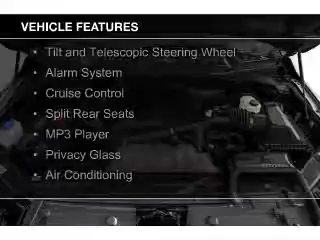 VEHICLE FEATURES
• Tilt and Telescopic Steering Wheel
• Alarm System
• Cruise Control
• Split Rear Seats
• MP3 Player
• Privacy Glass
• Air Conditioning